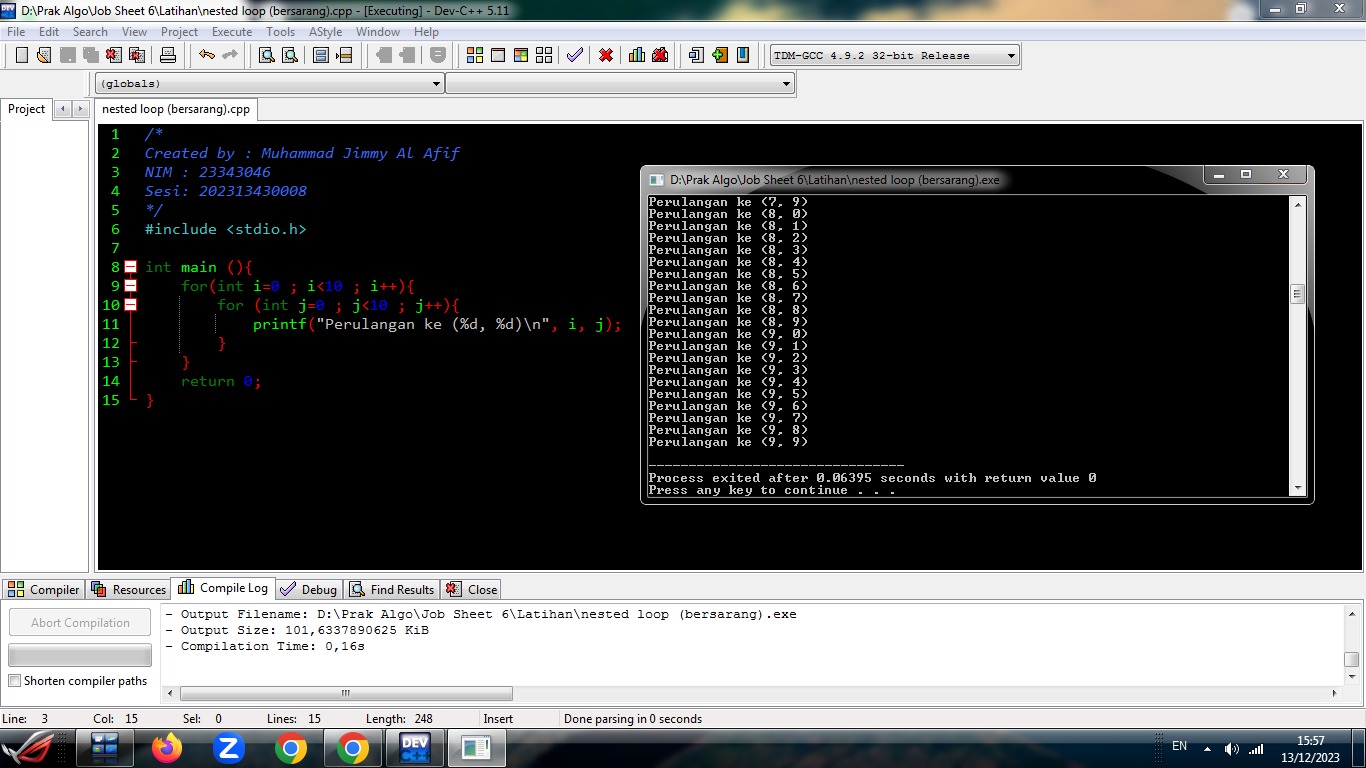 D:\Prak Algo\Job Sheet 6\Latihan\nested loop (bersarang).cpp - [Executing] - Dev-C++ 5.11
File Edit Search View Project Execute Tools AStyle Window Help
TDM-GCC 4.9.2 32-bit Release
(globals)
Project
nested loop (bersarang).cpp
1 /*
2 Created by : Muhammad Jimmy Al Afif
3 NIM : 23343046
4 Sesi: 202313430008
5 */
6 #include <stdio.h>
7
8 int main (){
9 for(int i=0 ; i<10 ; i++){
10 for (int j=0 ; j<10 ; j++){
11 printf("Perulangan ke (%d, %d)\n", i, j);
12 }
13 }
14 return 0;
15 }
D:\Prak Algo\Job Sheet 6\Latihan\nested loop (bersarang).exe
Perulangan ke (7, 9)
Perulangan ke (8, 0)
Perulangan ke (8, 1)
Perulangan ke (8, 2)
Perulangan ke (8, 3)
Perulangan ke (8, 4)
Perulangan ke (8, 5)
Perulangan ke (8, 6)
Perulangan ke (8, 7)
Perulangan ke (8, 8)
Perulangan ke (8, 9)
Perulangan ke (9, 0)
Perulangan ke (9, 1)
Perulangan ke (9, 2)
Perulangan ke (9, 3)
Perulangan ke (9, 4)
Perulangan ke (9, 5)
Perulangan ke (9, 6)
Perulangan ke (9, 7)
Perulangan ke (9, 8)
Perulangan ke (9, 9)
--------------------------------
Process exited after 0.06395 seconds with return value 0
Press any key to continue . . .
Compiler Resources Compile Log Debug Find Results Close
Abort Compilation
Shorten compiler paths
- Output Filename: D:\Prak Algo\Job Sheet 6\Latihan\nested loop (bersarang).exe
- Output Size: 101,6337890625 KiB
- Compilation Time: 0,16s
Line: 3 Col: 15 Sel: 0 Lines: 15 Length: 248 Insert Done parsing in 0 seconds
DEV C++
EN
15:57
13/12/2023